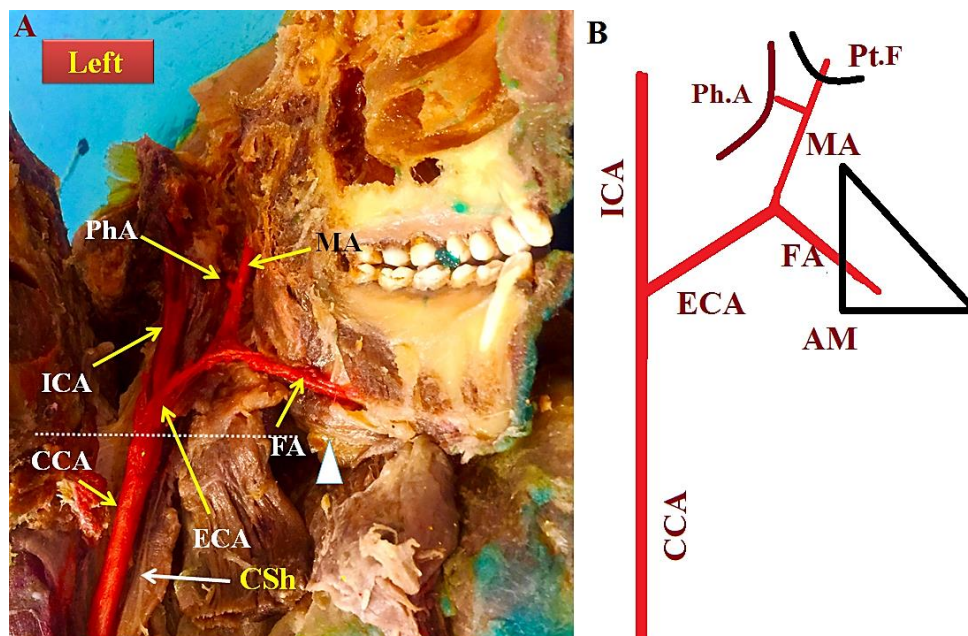 A
Left
PhA
MA
ICA
CCA
FA
ECA
CSh
B
Pt.F
Ph.A
MA
ICA
FA
ECA
AM
CCA